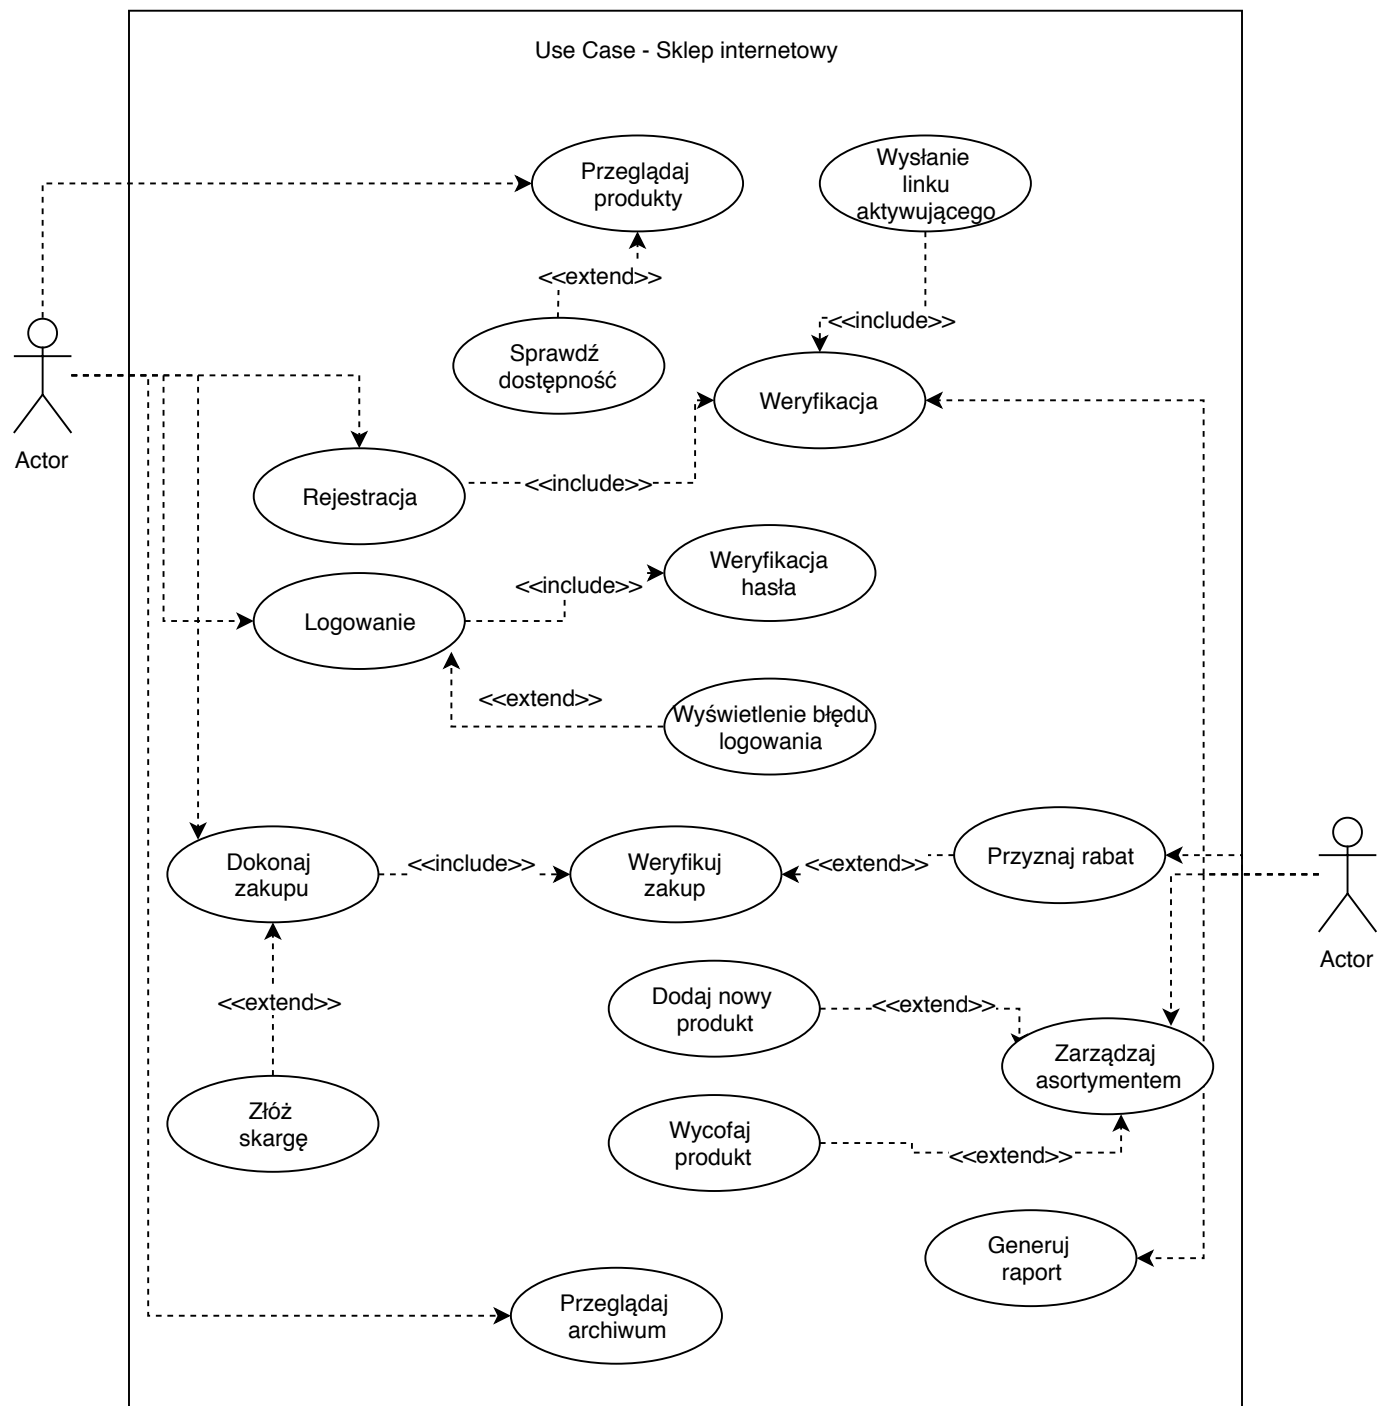 Use Case - Sklep internetowy
Przeglądaj
produkty
Wysłanie
linku
aktywującego
<<extend>>
<<include>>
Sprawdź
dostępność
Weryfikacja
Actor
Rejestracja
<<include>>
Weryfikacja
hasła
<<include>>
Logowanie
<<extend>>
Wyświetlenie błędu
logowania
Dokonaj
zakupu
<<include>>
Weryfikuj
zakup
<<extend>>
Przyznaj rabat
Actor
<<extend>>
Dodaj nowy
produkt
<<extend>>
Zarządzaj
asortymentem
Złóż
skargę
Wycofaj
produkt
<<extend>>
Generuj
raport
Przeglądaj
archiwum